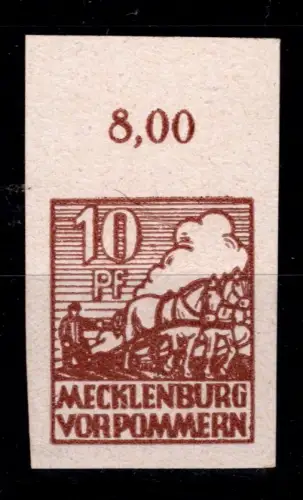 8,00
10
PF
MECKLENBURG
VORPOMMERN